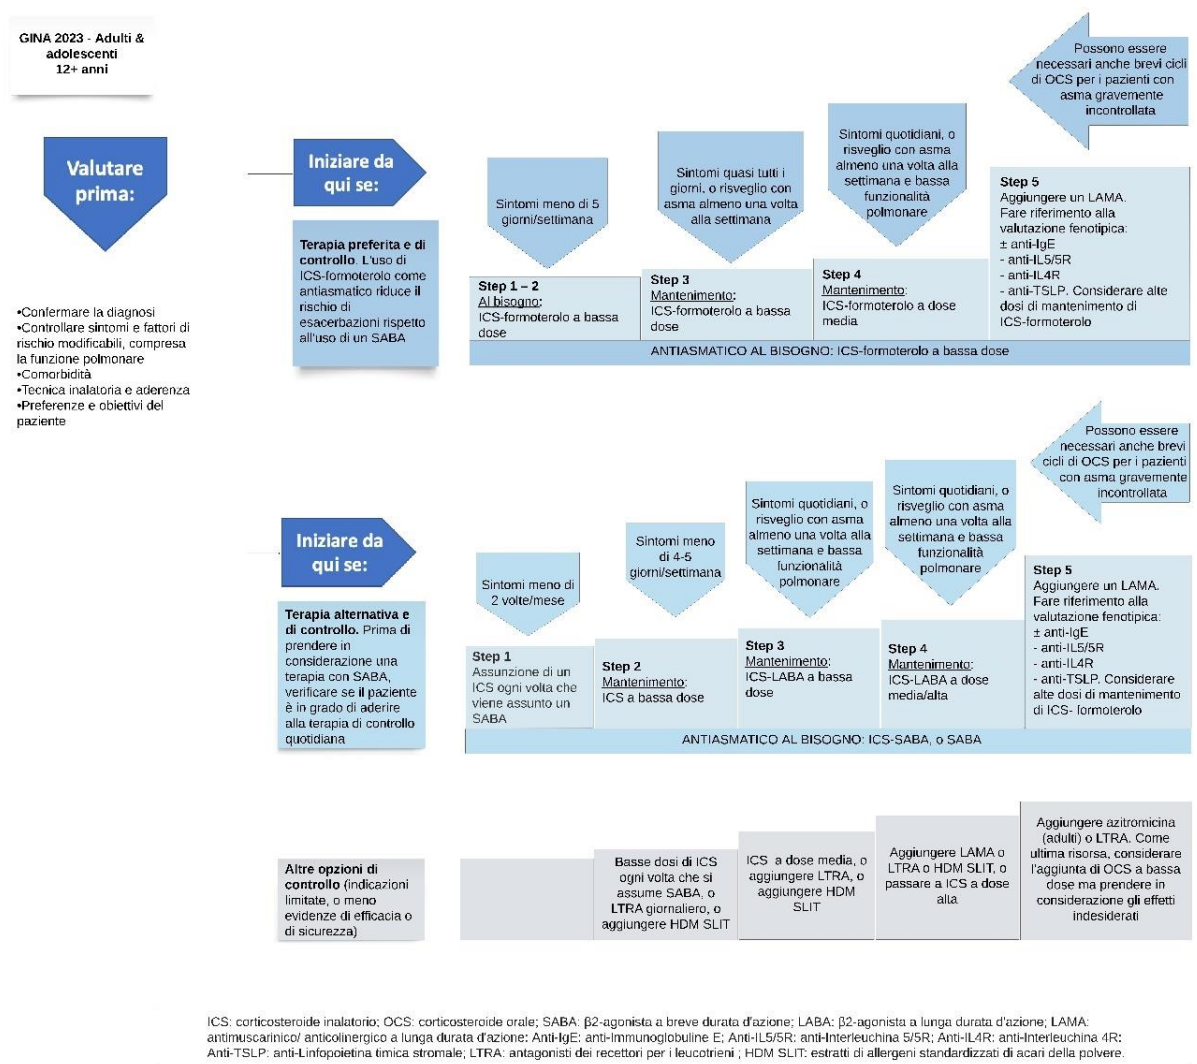 GINA 2023 - Adulti &
adolescenti
12+ anni
Valutare
prima:
•Confermare la diagnosi
•Controllare sintomi e fattori di
rischio modificabili, compresa
la funzione polmonare
•Comorbidità
•Tecnica inalatoria e aderenza
•Preferenze e obiettivi del
paziente
Iniziare da
qui se:
Terapia preferita e di
controllo. L'uso di
ICS-formoterolo come
antiasmatico riduce il
rischio di
esacerbazioni rispetto
all'uso di un SABA
Sintomi meno di 5
giorni/settimana
Sintomi quasi tutti i
giorni, o risveglio con
asma almeno una volta
alla settimana
Sintomi quotidiani, o
risveglio con asma
almeno una volta alla
settimana e bassa
funzionalità
polmonare
Possono essere
necessari anche brevi cicli
di OCS per i pazienti con
asma gravemente
incontrollata
Step 1 – 2
Al bisogno:
ICS-formoterolo a bassa
dose
Step 3
Mantenimento:
ICS-formoterolo a bassa
dose
Step 4
Mantenimento:
ICS-formoterolo a dose
media
Step 5
Aggiungere un LAMA.
Fare riferimento alla
valutazione fenotipica:
± anti-IgE
- anti-IL5/5R
- anti-IL4R
- anti-TSLP. Considerare alte
dosi di mantenimento di
ICS-formoterolo
ANTIASMATICO AL BISOGNO: ICS-formoterolo a bassa dose
Iniziare da
qui se:
Terapia alternativa e
di controllo. Prima di
prendere in
considerazione una
terapia con SABA,
verificare se il paziente
è in grado di aderire
alla terapia di controllo
quotidiana
Sintomi meno di
2 volte/mese
Sintomi meno
di 4-5
giorni/settimana
Sintomi quotidiani, o
risveglio con asma
almeno una volta alla
settimana e bassa
funzionalità
polmonare
Sintomi quotidiani, o
risveglio con asma
almeno una volta alla
settimana e bassa
funzionalità
polmonare
Possono essere
necessari anche brevi
cicli di OCS per i pazienti
con asma gravemente
incontrollata
Step 1
Assunzione di un
ICS ogni volta che
viene assunto un
SABA
Step 2
Mantenimento:
ICS a bassa dose
Step 3
Mantenimento:
ICS-LABA a bassa
dose
Step 4
Mantenimento:
ICS-LABA a dose
media/alta
Step 5
Aggiungere un LAMA.
Fare riferimento alla
valutazione fenotipica:
± anti-IgE
- anti-IL5/5R
- anti-IL4R
- anti-TSLP. Considerare
alte dosi di mantenimento
di ICS- formoterolo
ANTIASMATICO AL BISOGNO: ICS-SABA, o SABA
Altre opzioni di
controllo (indicazioni
limitate, o meno
evidenze di efficacia o
di sicurezza)
Basse dosi di ICS
ogni volta che si
assume SABA, o
LTRA giornaliero, o
aggiungere HDM SLIT
ICS a dose media, o
aggiungere LTRA, o
aggiungere HDM
SLIT
Aggiungere LAMA o
LTRA o HDM SLIT, o
passare a ICS a dose
alta
Aggiungere azitromicina
(adulti) o LTRA. Come
ultima risorsa, considerare
l'aggiunta di OCS a bassa
dose ma prendere in
considerazione gli effetti
indesiderati
ICS: corticosteroide inalatorio; OCS: corticosteroide orale; SABA: β2-agonista a breve durata d'azione; LABA: β2-agonista a lunga durata d'azione; LAMA:
antimuscarinico/ anticolinergico a lunga durata d'azione: Anti-IgE: anti-Immunoglobuline E; Anti-IL5/5R: anti-Interleuchina 5/5R; Anti-IL4R: anti-Interleuchina 4R:
Anti-TSLP: anti-Linfopoietina timica stromale; LTRA: antagonisti dei recettori per i leucotrieni ; HDM SLIT: estratti di allergeni standardizzati di acari della polvere.